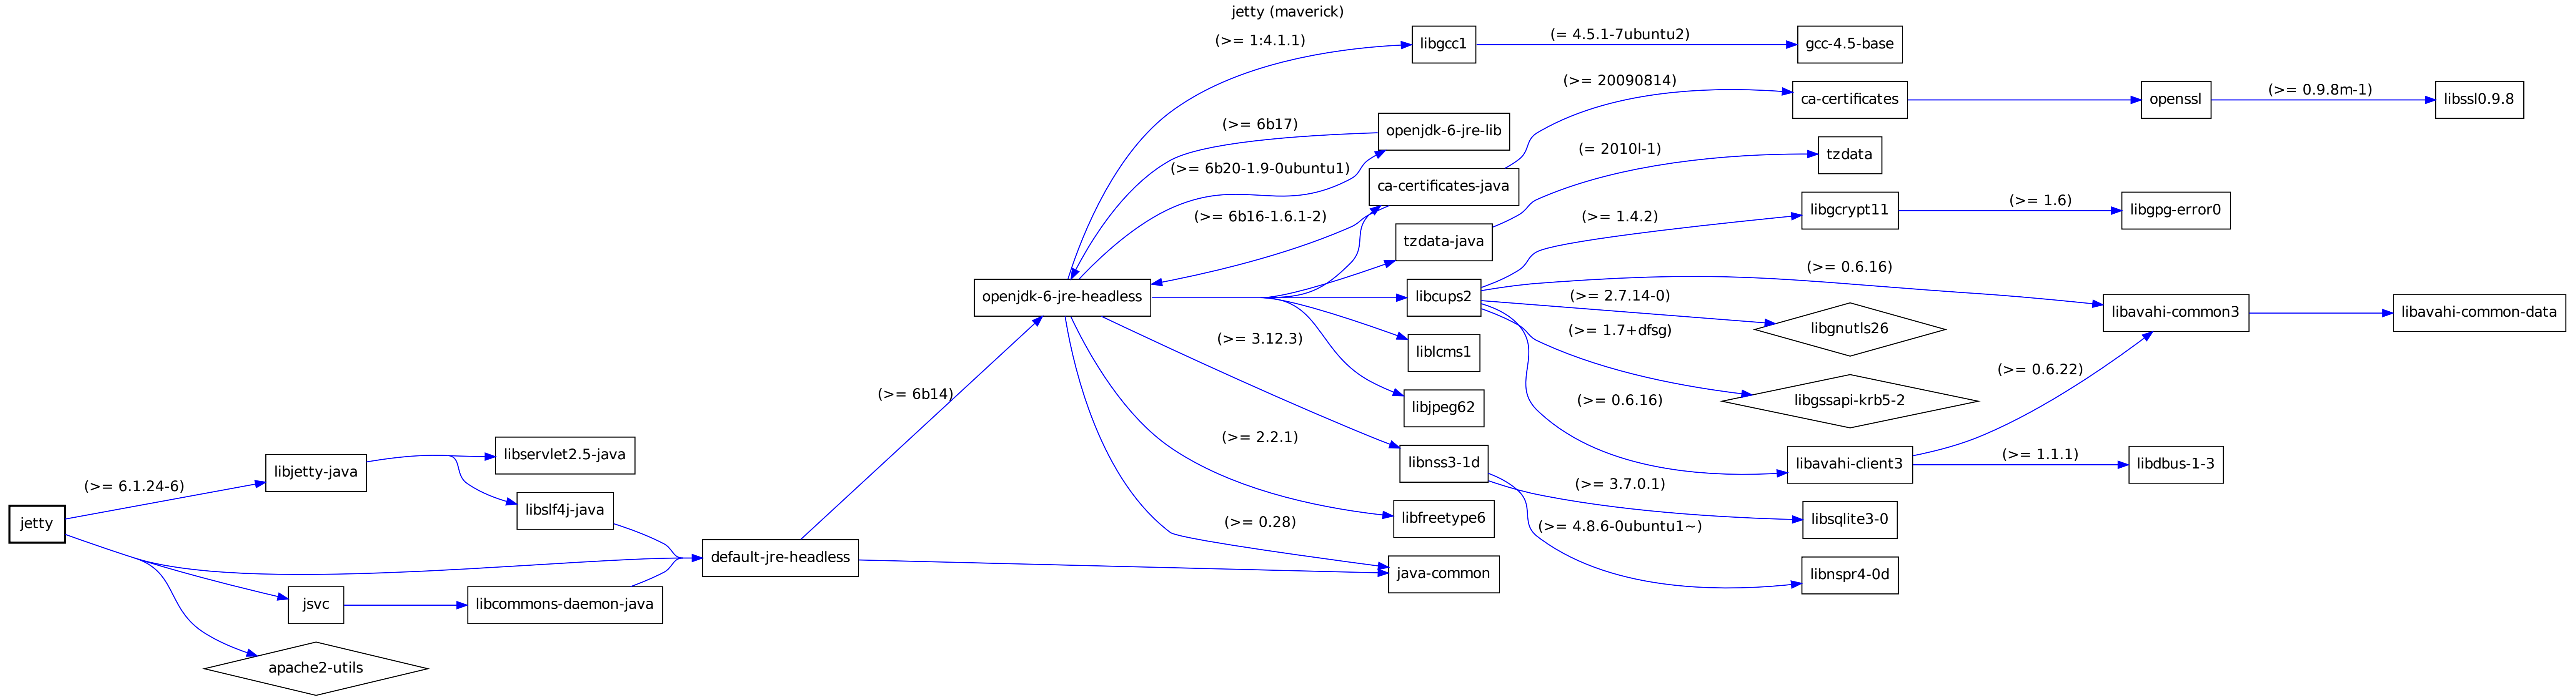 jetty (maverick)
(>= 1:4.1.1)
libgcc1
(= 4.5.1-7ubuntu2)
gcc-4.5-base
(>= 20090814)
ca-certificates
openssl
(>= 0.9.8m-1)
libssl0.9.8
(>= 6b17)
openjdk-6-jre-lib
(= 2010l-1)
tzdata
(>= 6b20-1.9-0ubuntu1)
ca-certificates-java
(>= 6b16-1.6.1-2)
(>= 1.4.2)
libgcrypt11
(>= 1.6)
libgpg-error0
tzdata-java
(>= 0.6.16)
openjdk-6-jre-headless
libcups2
(>= 2.7.14-0)
libavahi-common3
libavahi-common-data
(>= 1.7+dfsg)
libgnutls26
(>= 3.12.3)
liblcms1
(>= 0.6.22)
(>= 6b14)
libjpeg62
(>= 0.6.16)
libgssapi-krb5-2
(>= 2.2.1)
libservlet2.5-java
libjetty-java
libnss3-1d
libavahi-client3
(>= 1.1.1)
libdbus-1-3
(>= 6.1.24-6)
(>= 3.7.0.1)
libslf4j-java
jetty
(>= 0.28)
libfreetype6
(>= 4.8.6-0ubuntu1~)
libsqlite3-0
default-jre-headless
java-common
libnspr4-0d
jsvc
libcommons-daemon-java
apache2-utils